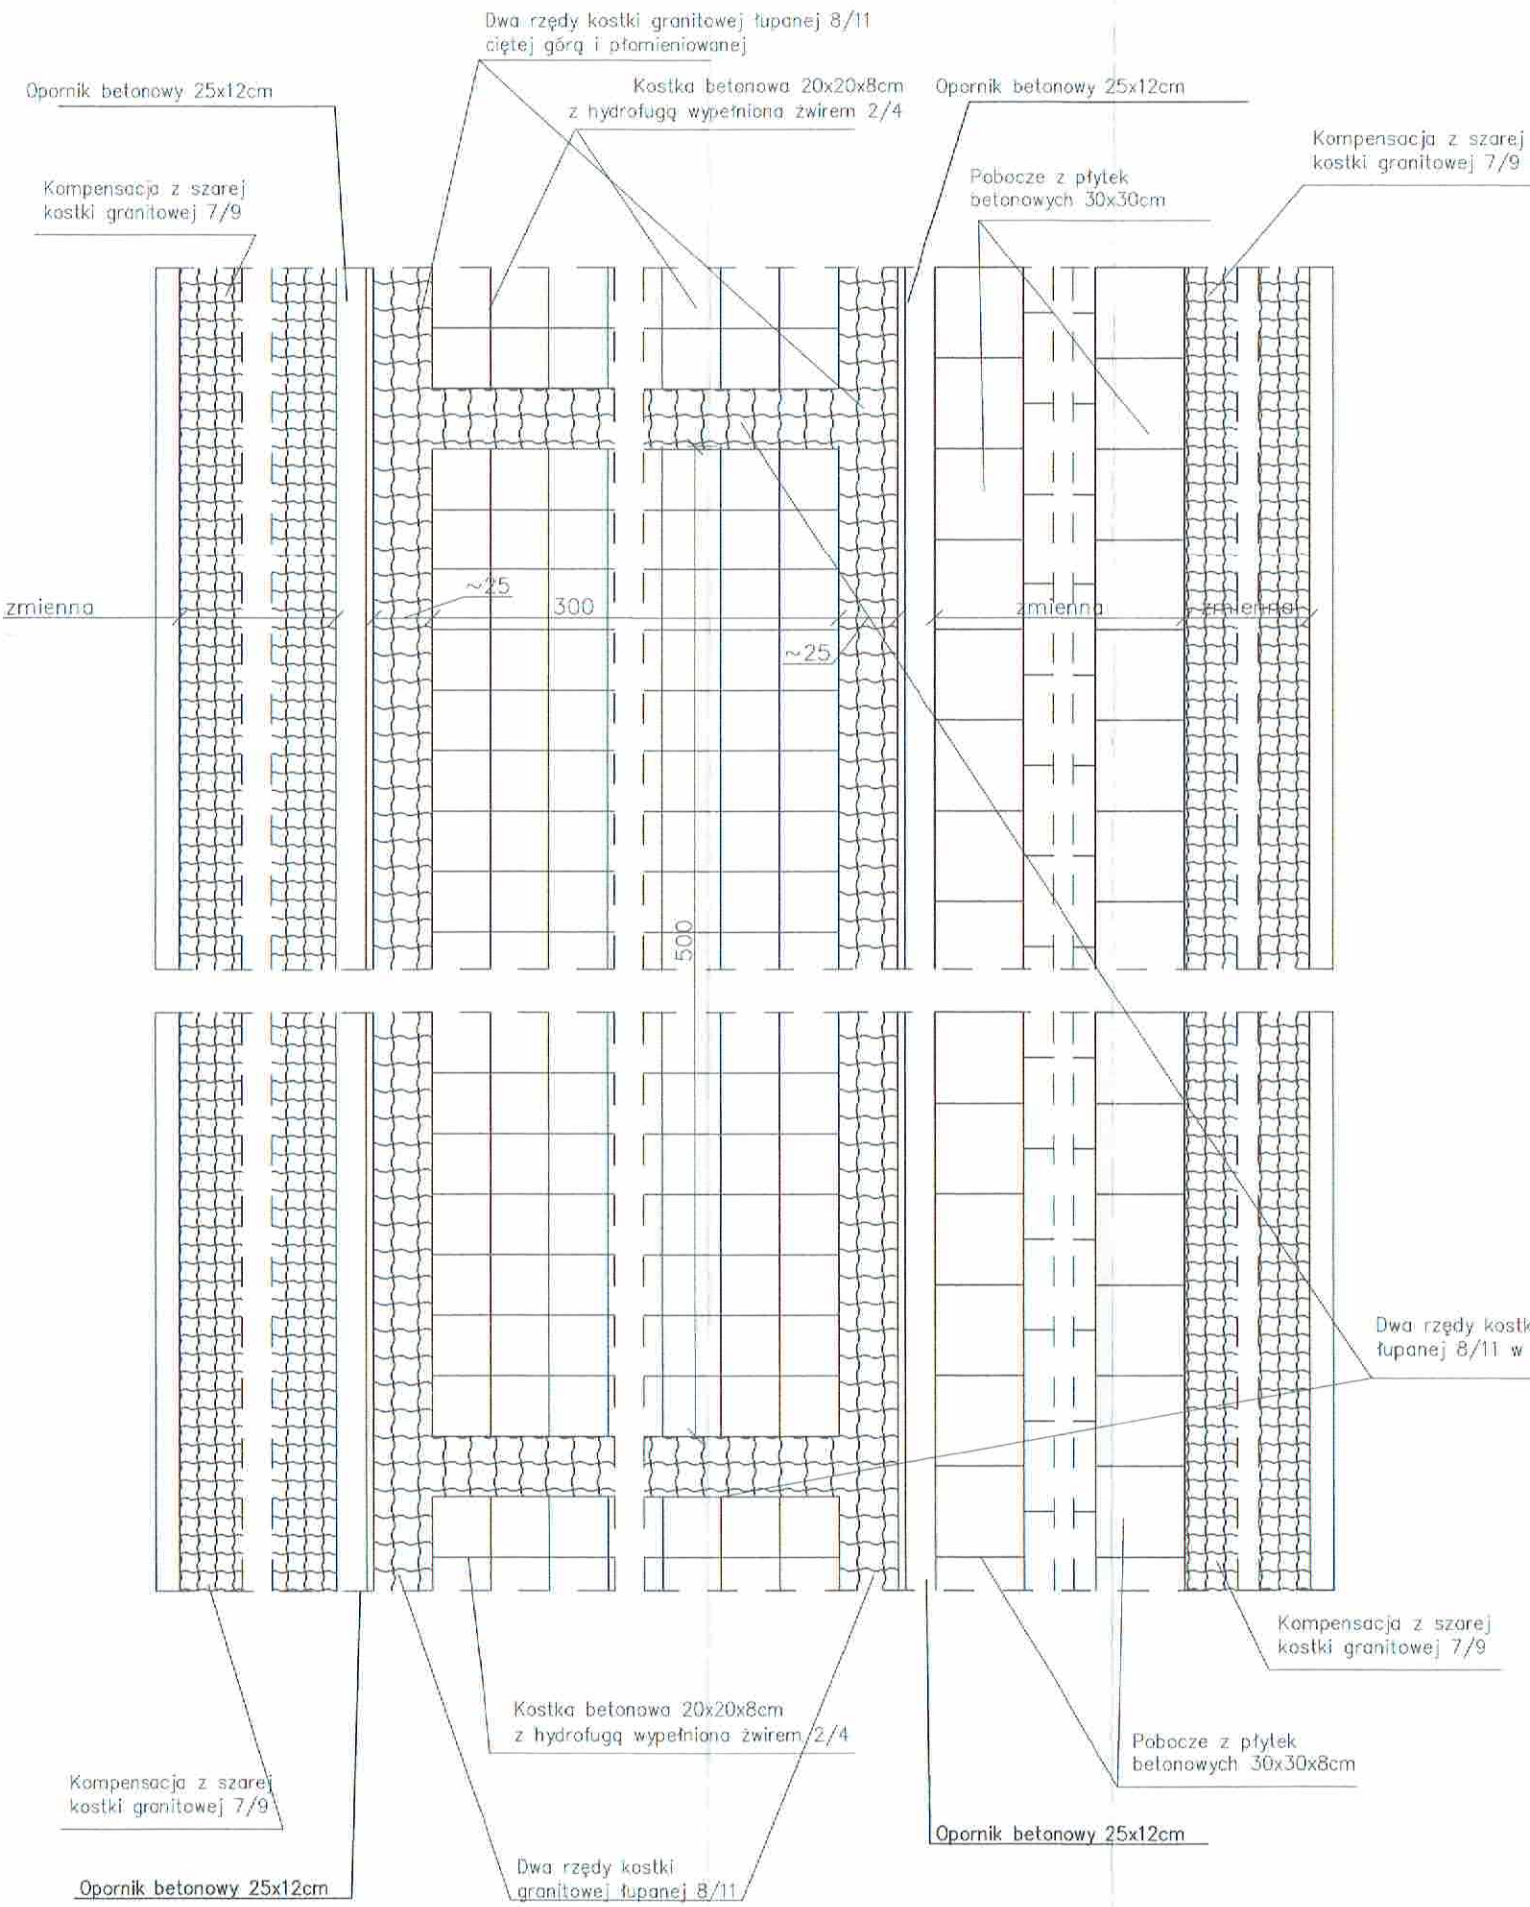 Dwa rzędy kostki granitowej łupanej 8/11
ciętej górą i płomieniowanej
Opornik betonowy 25x12cm
Kostka betonowa 20x20x8cm
z hydrofugą wypełniona żwirem 2/4
Opornik betonowy 25x12cm
Kompensacja z szarej
kostki granitowej 7/9
Pobocze z płytek
betonowych 30x30cm
Kompensacja z szarej
kostki granitowej 7/9
zmienna
~25
300
~25
zmienna
zmienna
500
Dwa rzędy kostk
łupanej 8/11 w
Kompensacja z szarej
kostki granitowej 7/9
Kostka betonowa 20x20x8cm
z hydrofugą wypełniona żwirem 2/4
Pobocze z płytek
betonowych 30x30x8cm
Kompensacja z szarej
kostki granitowej 7/9
Opornik betonowy 25x12cm
Dwa rzędy kostki
granitowej łupanej 8/11
Opornik betonowy 25x12cm